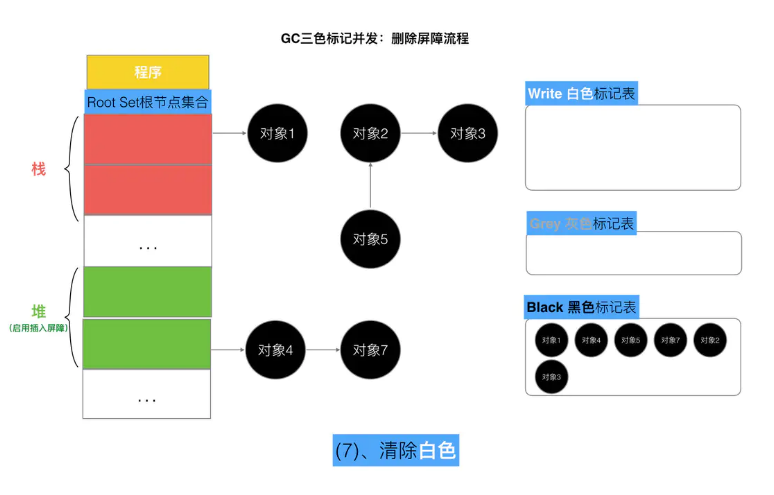 GC三色标记并发：删除屏障流程
程序
Root Set根节点集合
栈
...
堆
(启用插入屏障)
...
对象1
对象2
对象3
对象5
对象4
对象7
Write 白色标记表
Grey 灰色标记表
Black 黑色标记表
对象1
对象4
对象5
对象7
对象2
对象3
(7)、清除白色